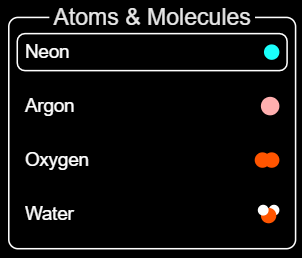 Atoms & Molecules
Neon
Argon
Oxygen
Water